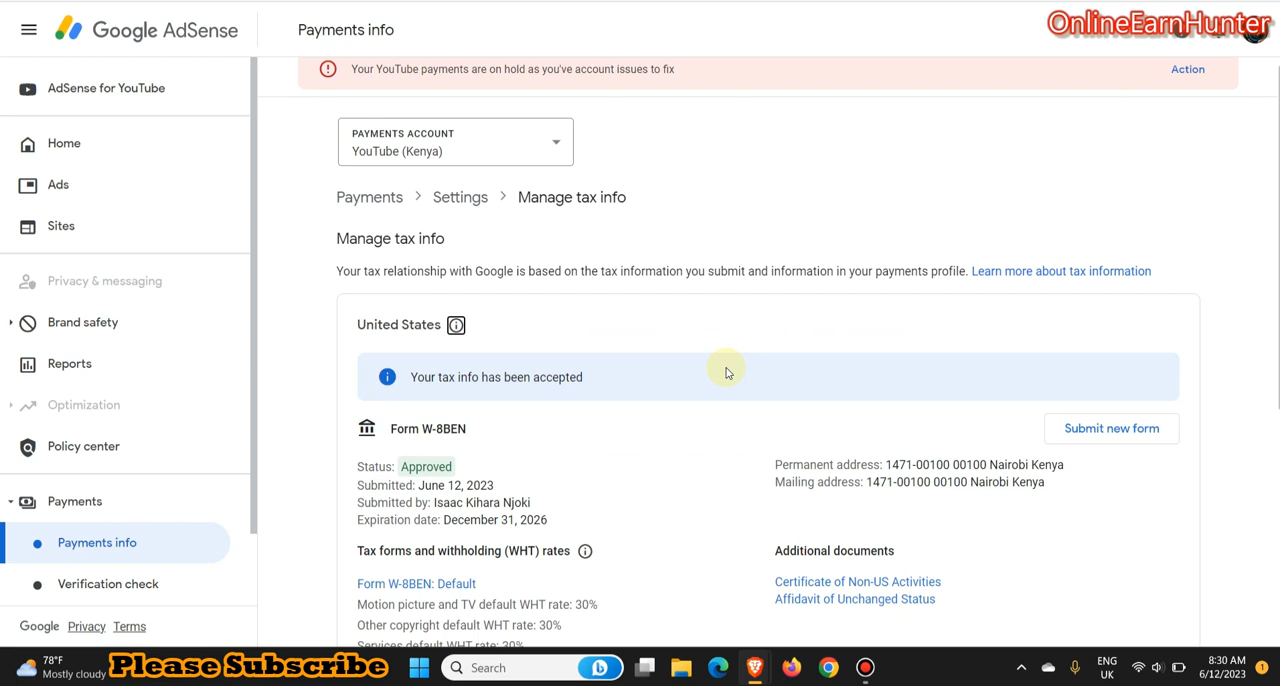 Google AdSense
Payments info
OnlineEarnHunter
Your YouTube payments are on hold as you've account issues to fix
Action
AdSense for YouTube
Home
Ads
Sites
Privacy & messaging
Brand safety
Reports
Optimization
Policy center
Payments
Payments info
Verification check
Google Privacy Terms
PAYMENTS ACCOUNT
YouTube (Kenya)
Payments > Settings > Manage tax info
Manage tax info
Your tax relationship with Google is based on the tax information you submit and information in your payments profile. Learn more about tax information
United States
Your tax info has been accepted
Form W-8BEN
Submit new form
Status: Approved
Submitted: June 12, 2023
Submitted by: Isaac Kihara Njoki
Expiration date: December 31, 2026
Permanent address: 1471-00100 00100 Nairobi Kenya
Mailing address: 1471-00100 00100 Nairobi Kenya
Tax forms and withholding (WHT) rates
Form W-8BEN: Default
Motion picture and TV default WHT rate: 30%
Other copyright default WHT rate: 30%
Services default WHT rate: 30%
Additional documents
Certificate of Non-US Activities
Affidavit of Unchanged Status
78°F
Mostly cloudy
Please Subscribe
Search
ENG
UK
8:30 AM
6/12/2023
1